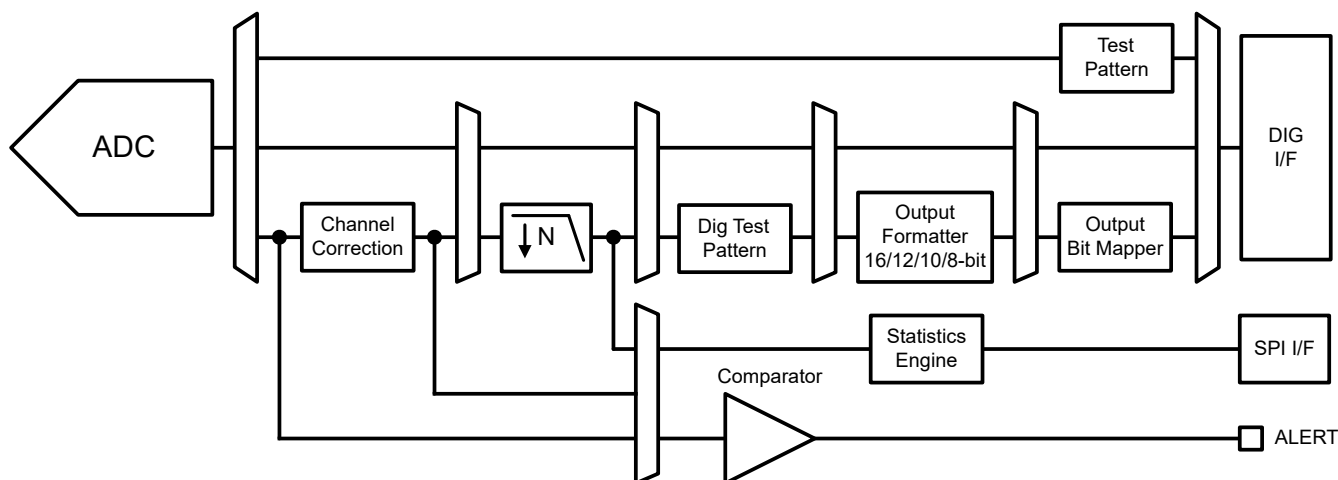 Test
Pattern
ADC
DIG
I/F
Channel
Correction
N
Dig Test
Pattern
Output
Formatter
16/12/10/8-bit
Output
Bit Mapper
Statistics
Engine
SPI I/F
Comparator
ALERT